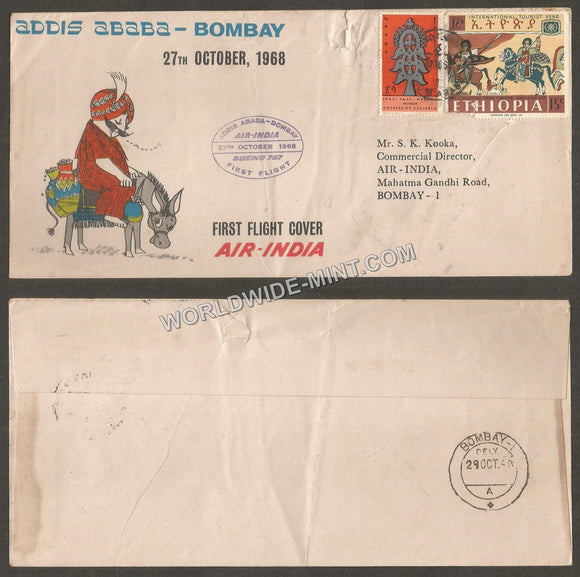 ADDIS ABABA - BOMBAY
27TH OCTOBER, 1968
ADDIS ABABA-BOMBAY
AIR-INDIA
27TH OCTOBER 1968
BOEING 707
FIRST FLIGHT
INTERNATIONAL TOURIST YEAR
ኢትዮጵያ
ETHIOPIA
15c
Mr. S. K. Kooka,
Commercial Director,
AIR - INDIA,
Mahatma Gandhi Road,
BOMBAY - 1
FIRST FLIGHT COVER
AIR-INDIA
WORLDWIDE-MINT.COM
BOMBAY-1
DELY
29 OCT. 68
A